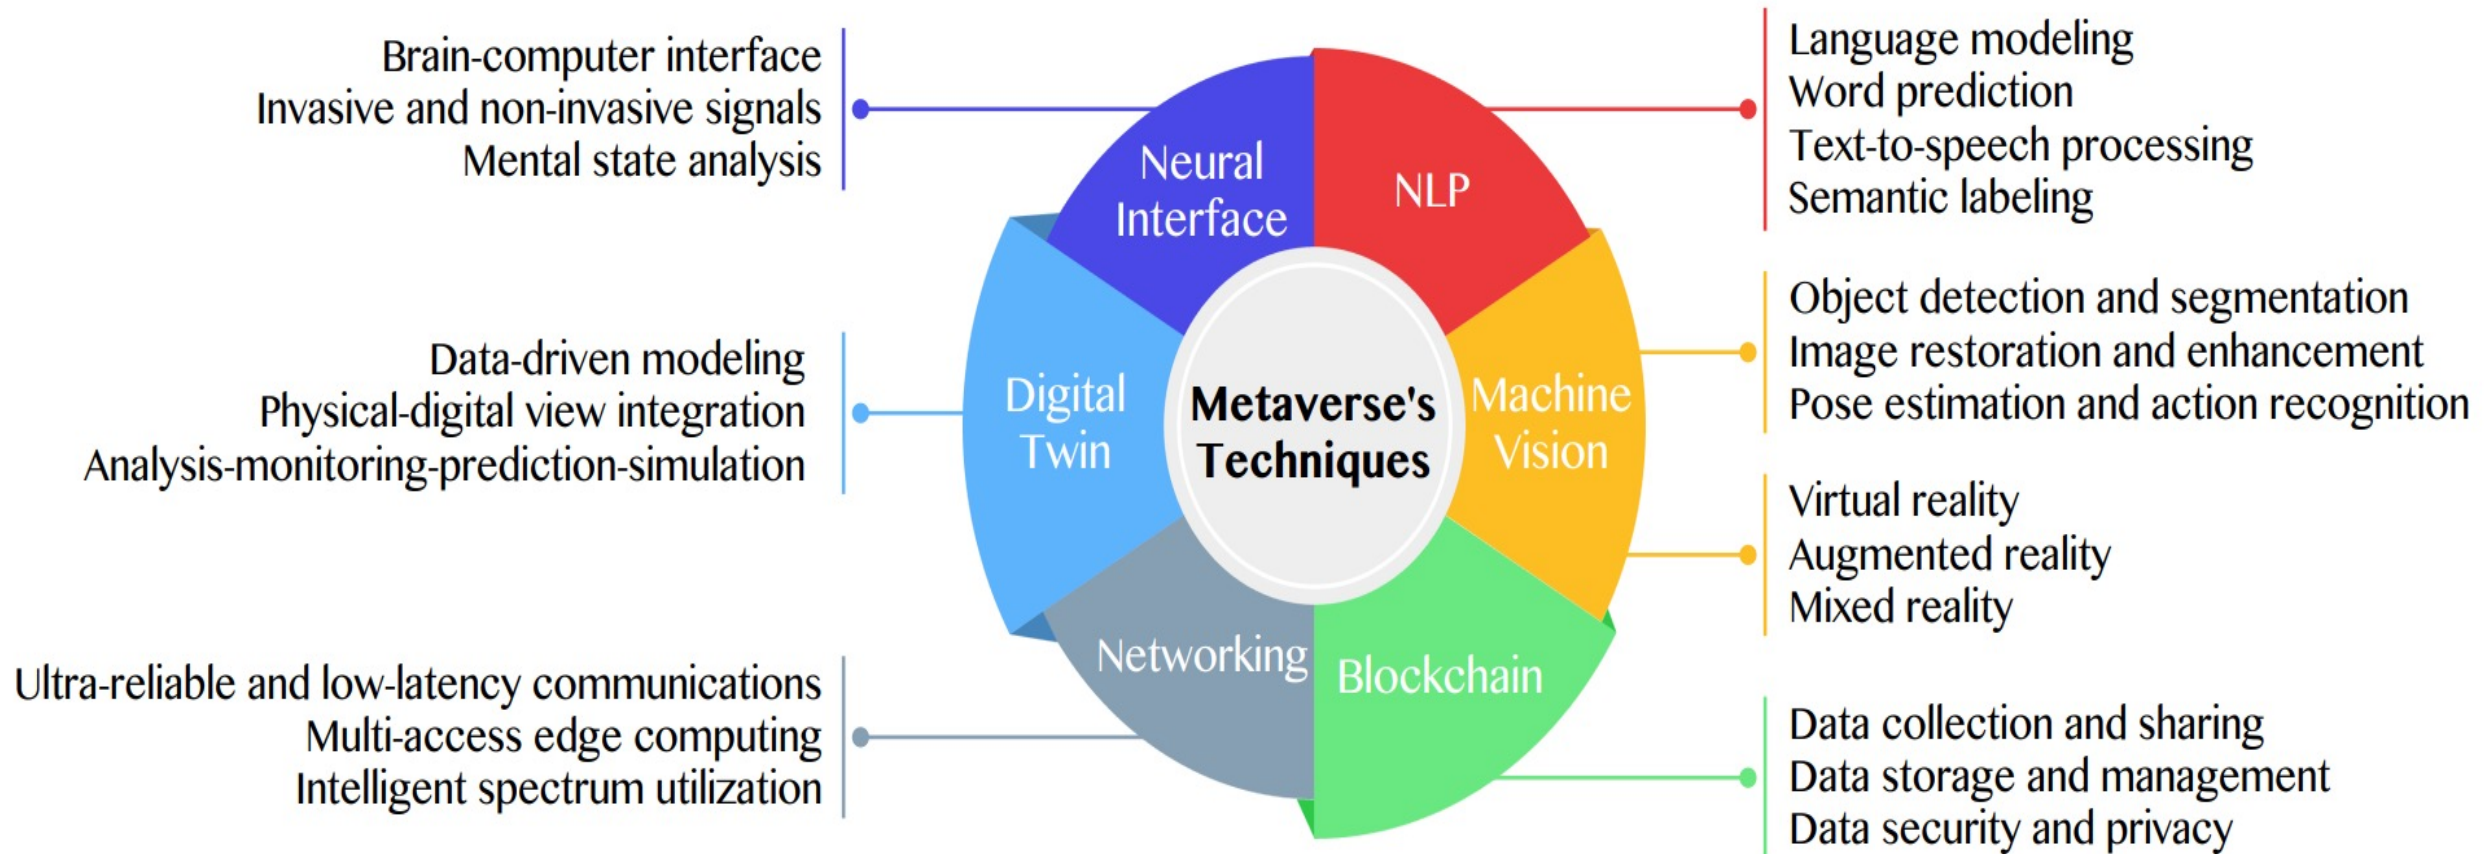 Brain-computer interface
Invasive and non-invasive signals
Mental state analysis
Data-driven modeling
Physical-digital view integration
Analysis-monitoring-prediction-simulation
Ultra-reliable and low-latency communications
Multi-access edge computing
Intelligent spectrum utilization
Neural
Interface
NLP
Digital
Twin
Metaverse's
Techniques
Machine
Vision
Networking
Blockchain
Language modeling
Word prediction
Text-to-speech processing
Semantic labeling
Object detection and segmentation
Image restoration and enhancement
Pose estimation and action recognition
Virtual reality
Augmented reality
Mixed reality
Data collection and sharing
Data storage and management
Data security and privacy